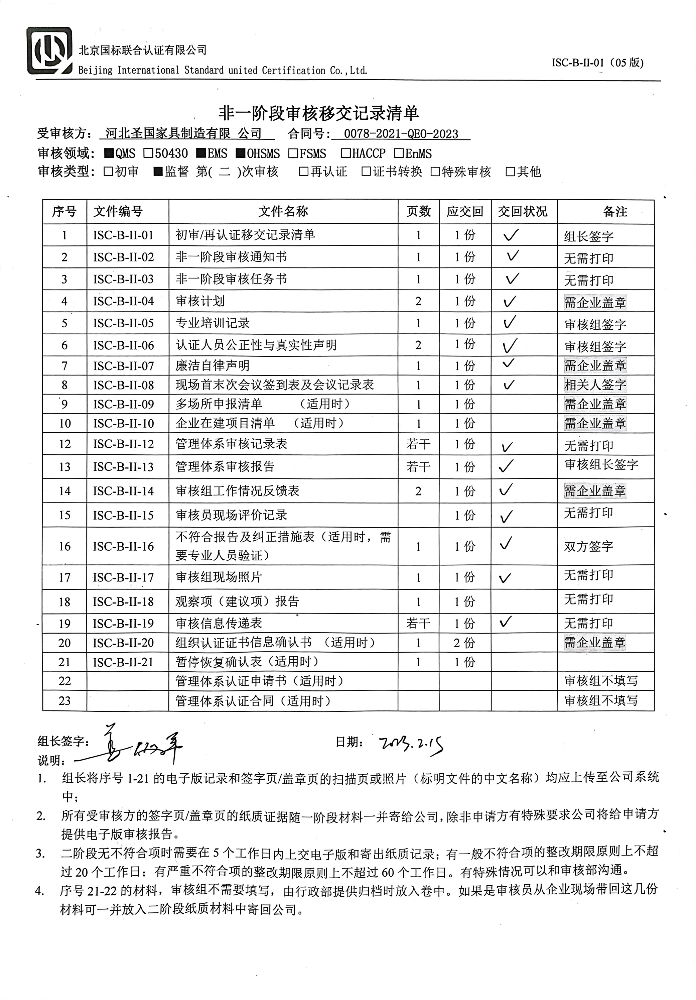 北京国标联合认证有限公司
Beijing International Standard united Certification Co.,Ltd.
ISC-B-II-01（05 版)
非一阶段审核移交记录清单
受审核方： 河北圣国家具制造有限 公司 合同号： 0078-2021-QEO-2023
审核领域：■QMS □50430 ■EMS ■OHSMS □FSMS □HACCP □EnMS
审核类型：□初审 ■监督 第( 二 )次审核 □再认证 □证书转换 □特殊审核 □其他
序号 文件编号 文件名称 页数 应交回 交回状况 备注
1 ISC-B-II-01 初审/再认证移交记录清单 1 1 份 ✓ 组长签字
2 ISC-B-II-02 非一阶段审核通知书 1 1 份 ✓ 无需打印
3 ISC-B-II-03 非一阶段审核任务书 1 1 份 ✓ 无需打印
4 ISC-B-II-04 审核计划 2 1 份 ✓ 需企业盖章
5 ISC-B-II-05 专业培训记录 1 1 份 ✓ 审核组签字
6 ISC-B-II-06 认证人员公正性与真实性声明 2 1 份 ✓ 审核组签字
7 ISC-B-II-07 廉洁自律声明 1 1 份 ✓ 需企业盖章
8 ISC-B-II-08 现场首末次会议签到表及会议记录表 1 1 份 ✓ 相关人签字
9 ISC-B-II-09 多场所申报清单 （适用时） 1 1 份 需企业盖章
10 ISC-B-II-10 企业在建项目清单 （适用时） 1 1 份 需企业盖章
12 ISC-B-II-12 管理体系审核记录表 若干 1 份 ✓ 无需打印
13 ISC-B-II-13 管理体系审核报告 若干 1 份 ✓ 审核组长签字
14 ISC-B-II-14 审核组工作情况反馈表 2 1 份 ✓ 需企业盖章
15 ISC-B-II-15 审核员现场评价记录 1 份 ✓ 无需打印
16 ISC-B-II-16 不符合报告及纠正措施表（适用时，需
要专业人员验证） 1 1 份 ✓ 双方签字
17 ISC-B-II-17 审核组现场照片 1 1 份 ✓ 无需打印
18 ISC-B-II-18 观察项（建议项）报告 1 1 份 无需打印
19 ISC-B-II-19 审核信息传递表 若干 1 份 ✓ 无需打印
20 ISC-B-II-20 组织认证证书信息确认书 （适用时） 1 2 份 需企业盖章
21 ISC-B-II-21 暂停恢复确认表（适用时） 1 1 份
22 管理体系认证申请书（适用时） 审核组不填写
23 管理体系认证合同（适用时） 审核组不填写
组长签字： 日期： 2023.2.15
说明：
1. 组长将序号 1-21 的电子版记录和签字页/盖章页的扫描页或照片（标明文件的中文名称）均应上传至公司系统
中；
2. 所有受审核方的签字页/盖章页的纸质证据随一阶段材料一并寄给公司，除非申请方有特殊要求公司将给申请方
提供电子版审核报告。
3. 二阶段无不符合项时需要在 5 个工作日内上交电子版和寄出纸质记录；有一般不符合项的整改期限原则上不超
过 20 个工作日；有严重不符合项的整改期限原则上不超过 60 个工作日。有特殊情况可以和审核部沟通。
4. 序号 21-22 的材料，审核组不需要填写，由行政部提供归档时放入卷中。如果是审核员从企业现场带回这几份
材料可一并放入二阶段纸质材料中寄回公司。